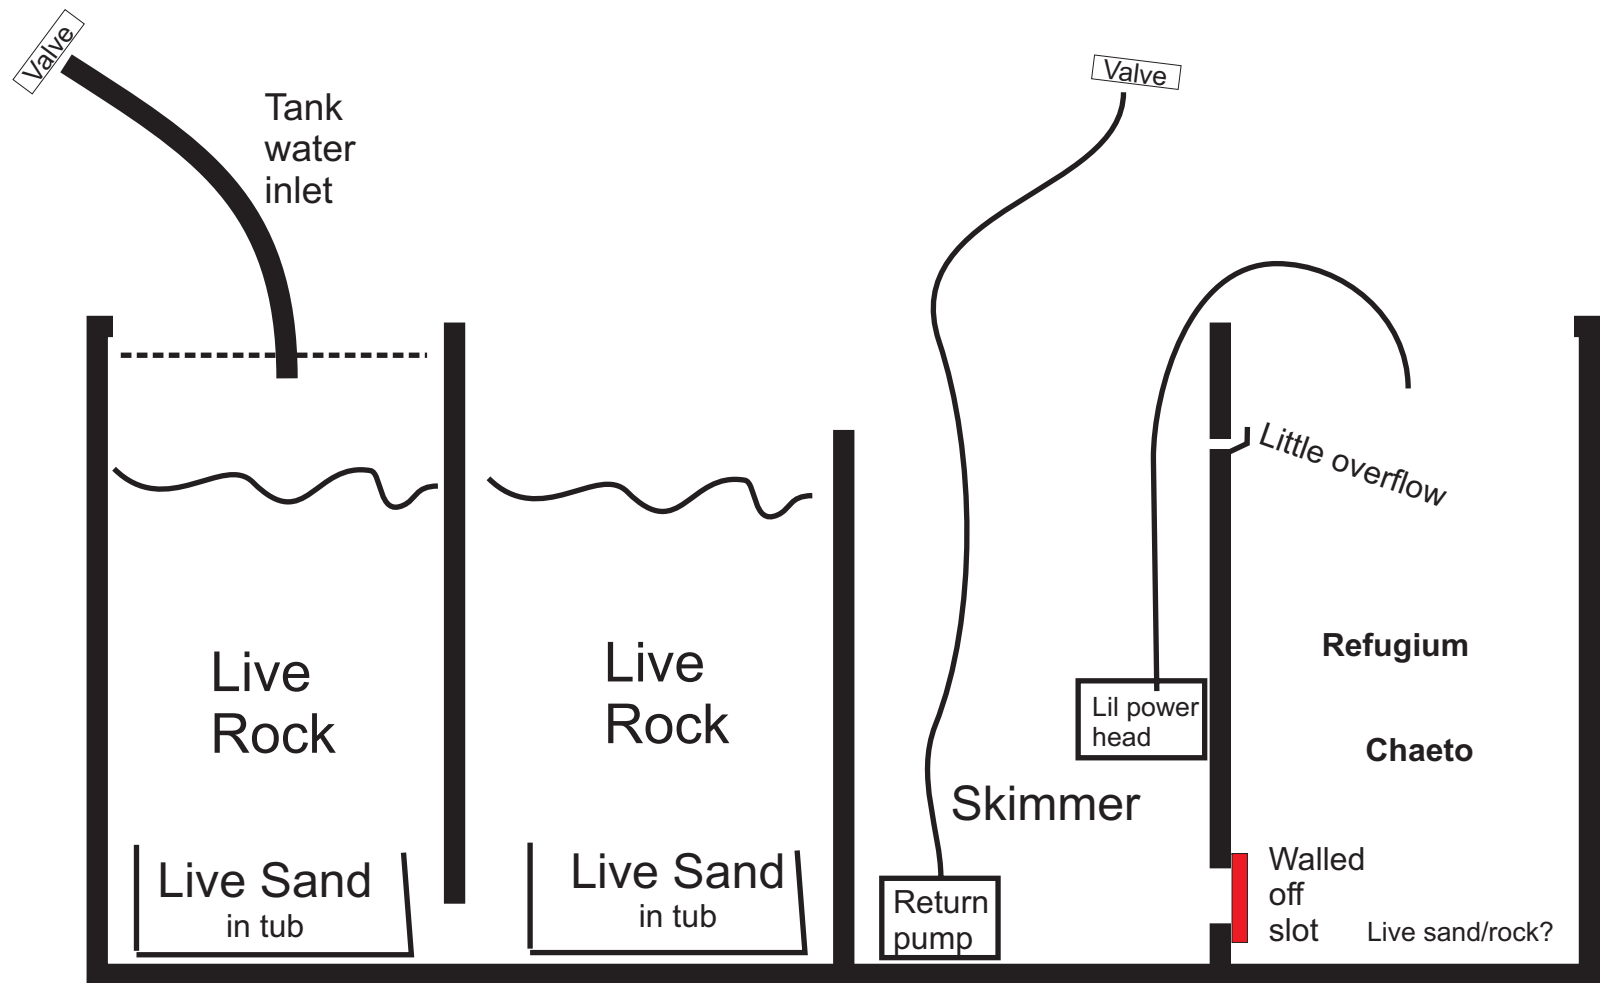 Valve
Tank
water
inlet
Valve
Little overflow
Live
Rock
Live
Rock
Refugium
Lil power
head
Chaeto
Skimmer
Live Sand
in tub
Live Sand
in tub
Return
pump
Walled
off
slot
Live sand/rock?